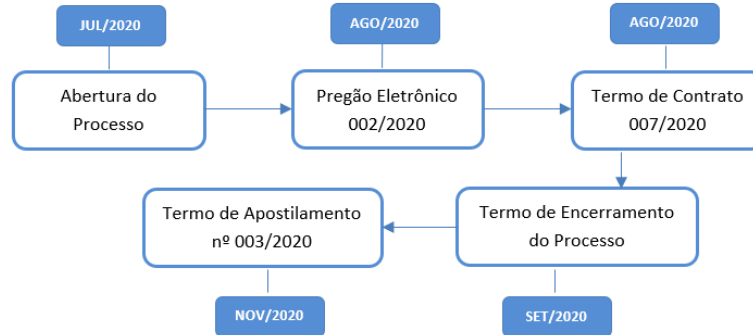 JUL/2020
AGO/2020
AGO/2020
Abertura do
Processo
Pregão Eletrônico
002/2020
Termo de Contrato
007/2020
Termo de Encerramento
do Processo
SET/2020
Termo de Apostilamento
nº 003/2020
NOV/2020